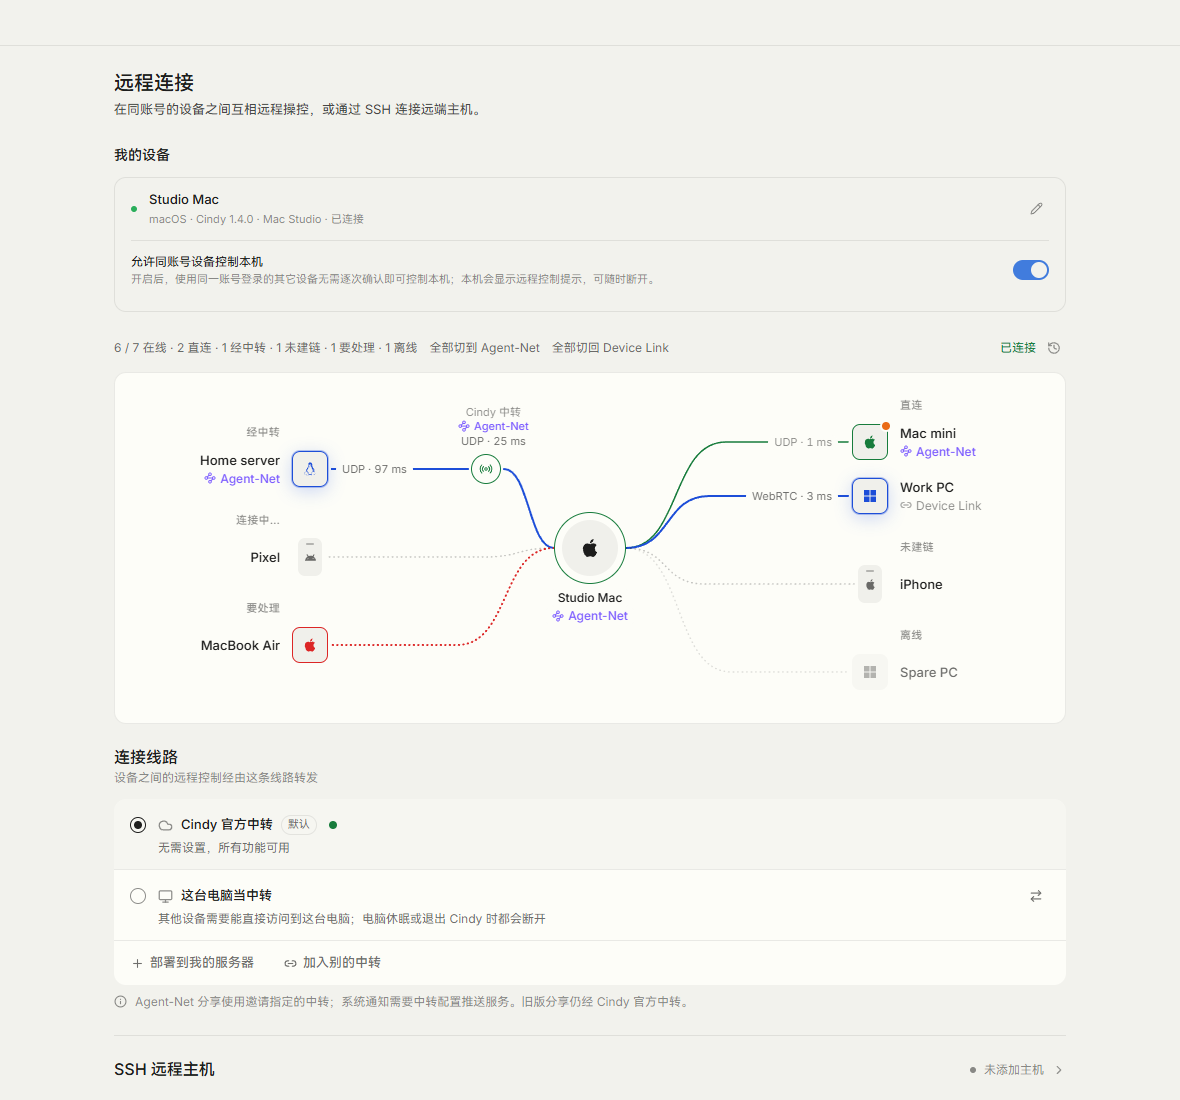 远程连接
在同账号的设备之间互相远程操控，或通过 SSH 连接远端主机。
我的设备
Studio Mac
macOS · Cindy 1.4.0 · Mac Studio · 已连接
允许同账号设备控制本机
开启后，使用同一账号登录的其它设备无需逐次确认即可控制本机；本机会显示远程控制提示，可随时断开。
6 / 7 在线 · 2 直连 · 1 经中转 · 1 未建链 · 1 要处理 · 1 离线 全部切到 Agent-Net 全部切回 Device Link
已连接
经中转
Home server
Agent-Net
UDP · 97 ms
Cindy 中转
Agent-Net
UDP · 25 ms
连接中...
Pixel
要处理
MacBook Air
Studio Mac
Agent-Net
直连
UDP · 1 ms
Mac mini
Agent-Net
WebRTC · 3 ms
Work PC
Device Link
未建链
iPhone
离线
Spare PC
连接线路
设备之间的远程控制经由这条线路转发
Cindy 官方中转 默认
无需设置，所有功能可用
这台电脑当中转
其他设备需要能直接访问到这台电脑；电脑休眠或退出 Cindy 时都会断开
部署到我的服务器 加入别的中转
Agent-Net 分享使用邀请指定的中转；系统通知需要中转配置推送服务。旧版分享仍经 Cindy 官方中转。
SSH 远程主机
未添加主机